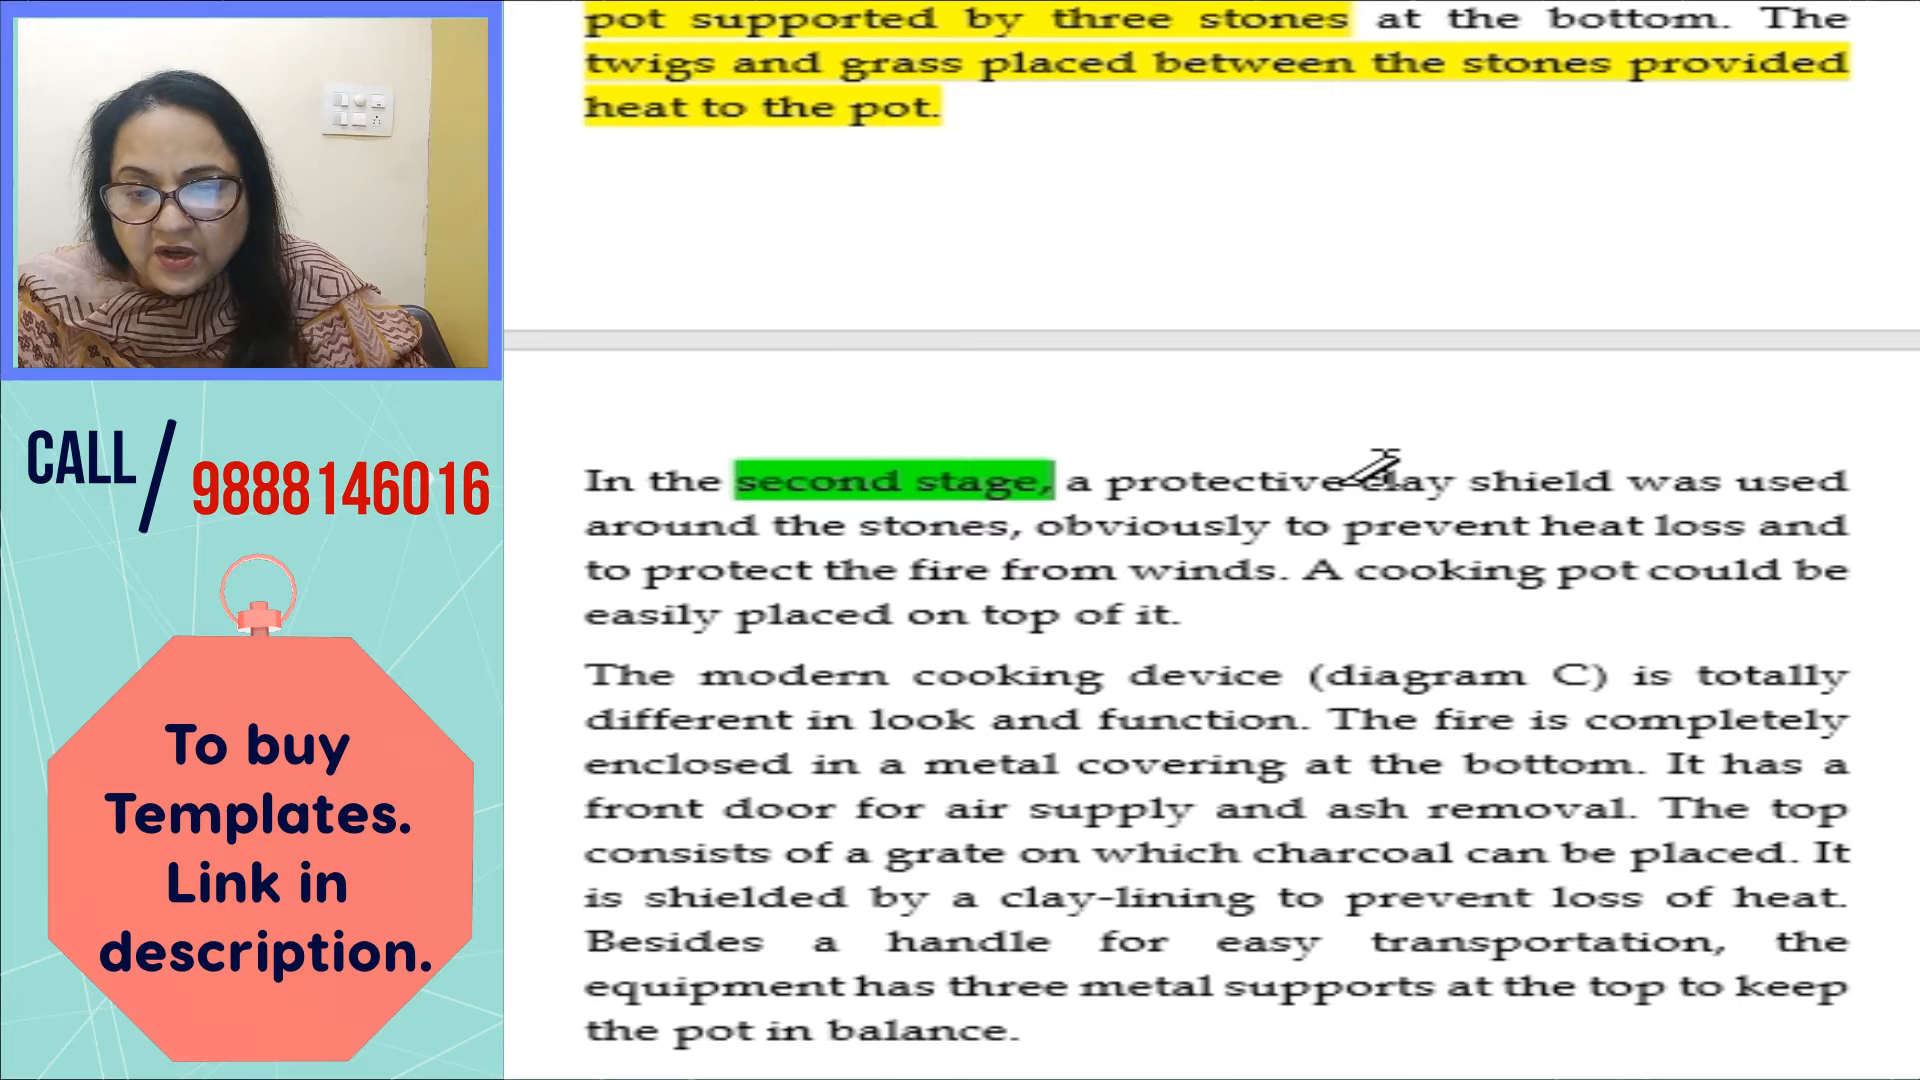 pot supported by three stones at the bottom. The
twigs and grass placed between the stones provided
heat to the pot.
CALL / 9888146016
To buy
Templates.
Link in
description.
In the second stage, a protective clay shield was used
around the stones, obviously to prevent heat loss and
to protect the fire from winds. A cooking pot could be
easily placed on top of it.
The modern cooking device (diagram C) is totally
different in look and function. The fire is completely
enclosed in a metal covering at the bottom. It has a
front door for air supply and ash removal. The top
consists of a grate on which charcoal can be placed. It
is shielded by a clay-lining to prevent loss of heat.
Besides a handle for easy transportation, the
equipment has three metal supports at the top to keep
the pot in balance.